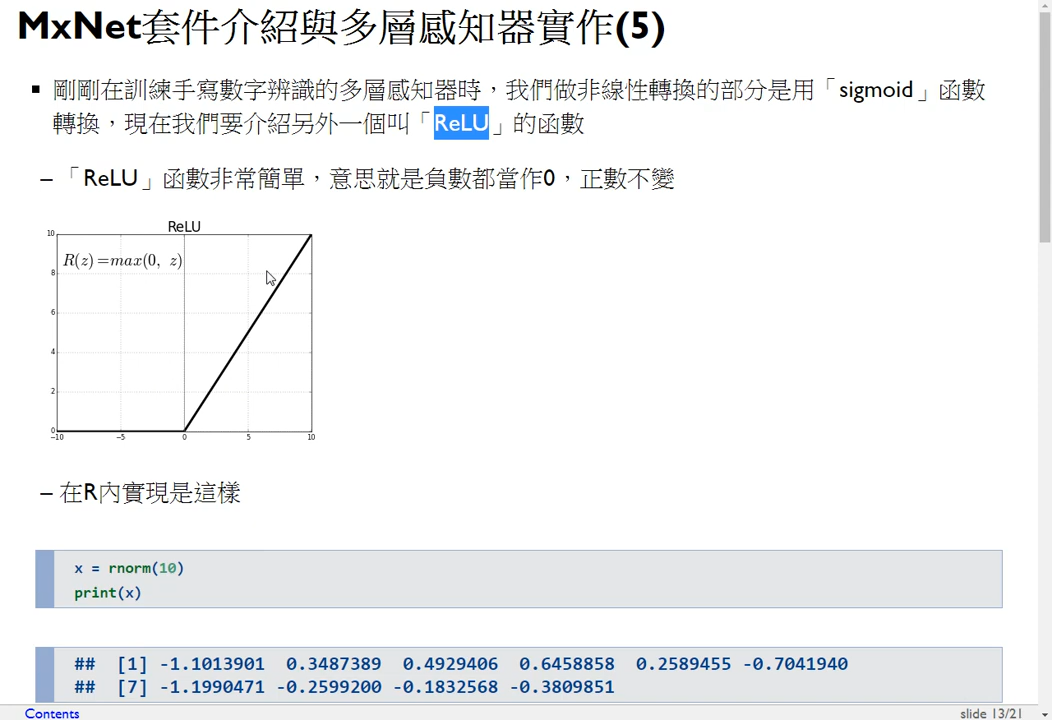 MxNet套件介紹與多層感知器實作(5)
剛剛在訓練手寫數字辨識的多層感知器時，我們做非線性轉換的部分是用「sigmoid」函數
轉換，現在我們要介紹另外一個叫「ReLU」的函數
–「ReLU」函數非常簡單，意思就是負數都當作0，正數不變
ReLU
R(z)=max(0, z)
10
8
6
4
2
0
−10 −5 0 5 10
– 在R內實現是這樣
x = rnorm(10)
print(x)
## [1] -1.1013901 0.3487389 0.4929406 0.6458858 0.2589455 -0.7041940
## [7] -1.1990471 -0.2599200 -0.1832568 -0.3809851
Contents
slide 13/21